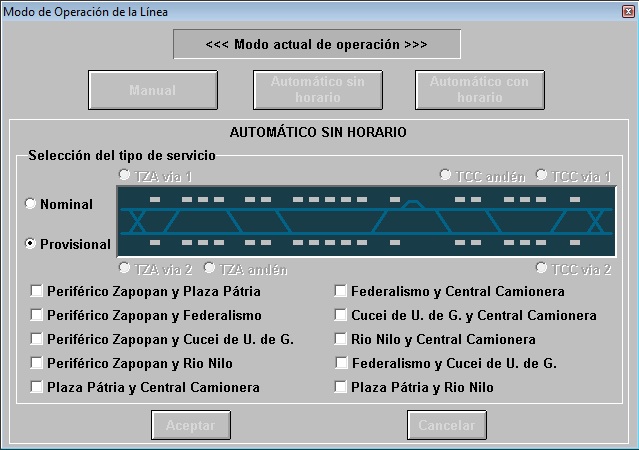 Modo de Operación de la Línea
<<< Modo actual de operación >>>
Manual
Automático sin
horario
Automático con
horario
AUTOMÁTICO SIN HORARIO
Selección del tipo de servicio
TZA via 1
TCC andén
TCC via 1
Nominal
Provisional
TZA via 2
TZA andén
TCC via 2
Periférico Zapopan y Plaza Pátria
Federalismo y Central Camionera
Periférico Zapopan y Federalismo
Cucei de U. de G. y Central Camionera
Periférico Zapopan y Cucei de U. de G.
Rio Nilo y Central Camionera
Periférico Zapopan y Rio Nilo
Federalismo y Cucei de U. de G.
Plaza Pátria y Central Camionera
Plaza Pátria y Rio Nilo
Aceptar
Cancelar